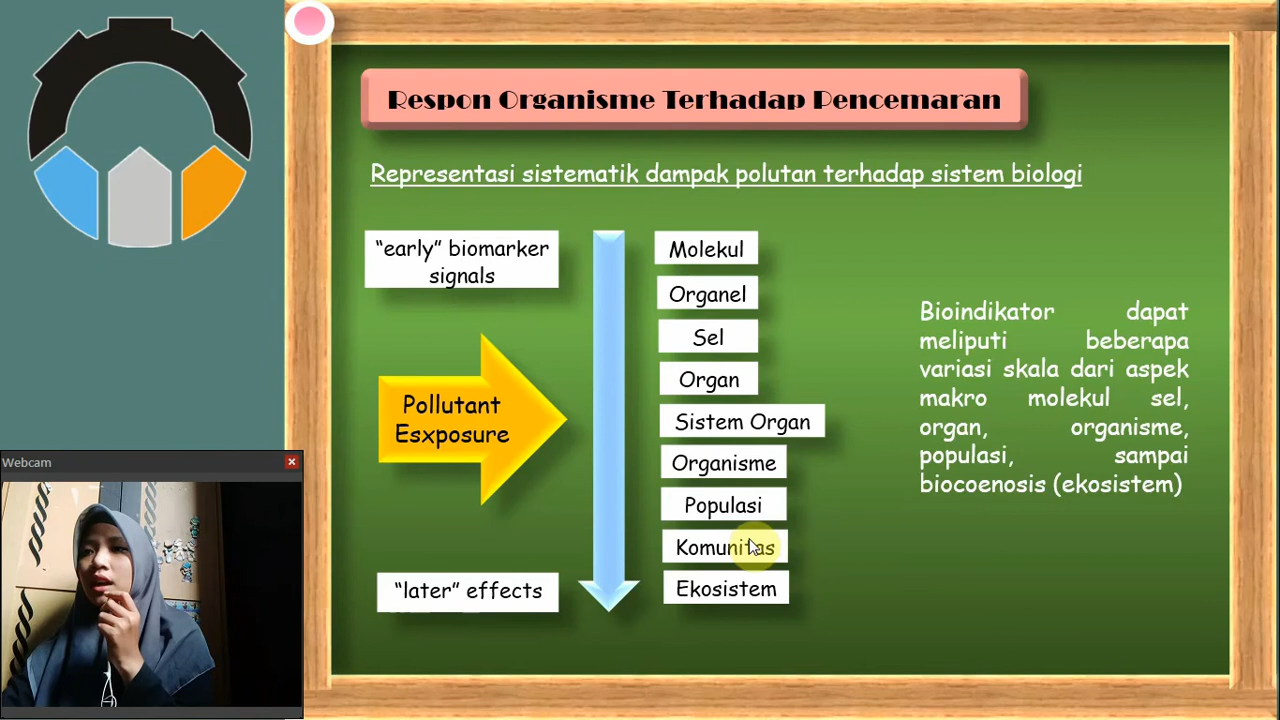 Respon Organisme Terhadap Pencemaran
Representasi sistematik dampak polutan terhadap sistem biologi
“early” biomarker
signals
Pollutant
Esxposure
“later” effects
Molekul
Organel
Sel
Organ
Sistem Organ
Organisme
Populasi
Komunitas
Ekosistem
Bioindikator dapat
meliputi beberapa
variasi skala dari aspek
makro molekul sel,
organ, organisme,
populasi, sampai
biocoenosis (ekosistem)
Webcam